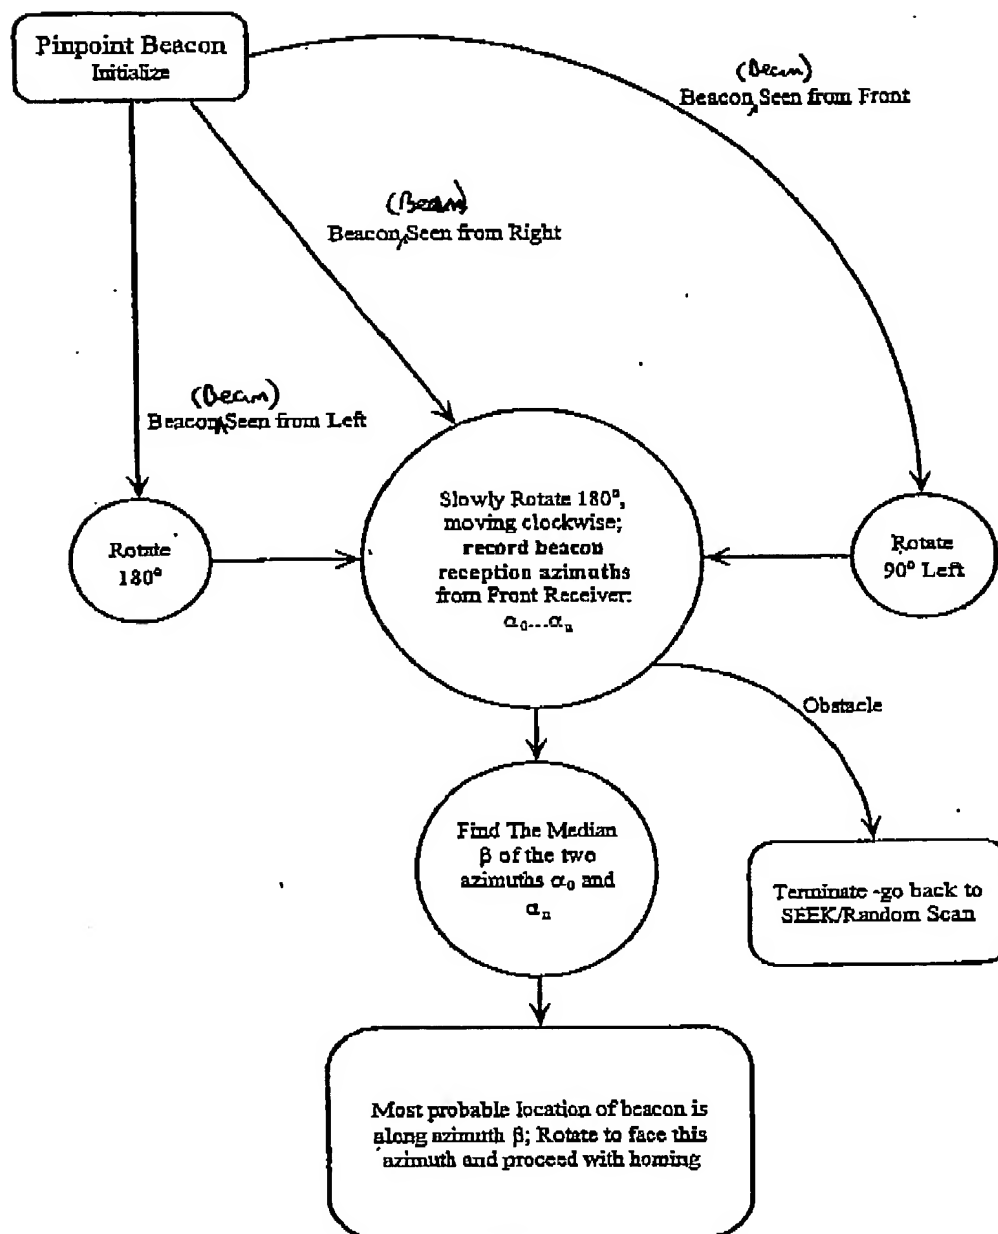 Pinpoint Beacon
Initialize
(Beam)
Beacon Seen from Front
(Beam)
Beacon Seen from Right
(Beam)
Beacon Seen from Left
Slowly Rotate 180°,
moving clockwise;
record beacon
reception azimuths
from Front Receiver:
α₀...αₙ
Rotate
180°
Rotate
90° Left
Obstacle
Find The Median
β of the two
azimuths α₀ and
αₙ
Terminate -go back to
SEEK/Random Scan
Most probable location of beacon is
along azimuth β; Rotate to face this
azimuth and proceed with homing